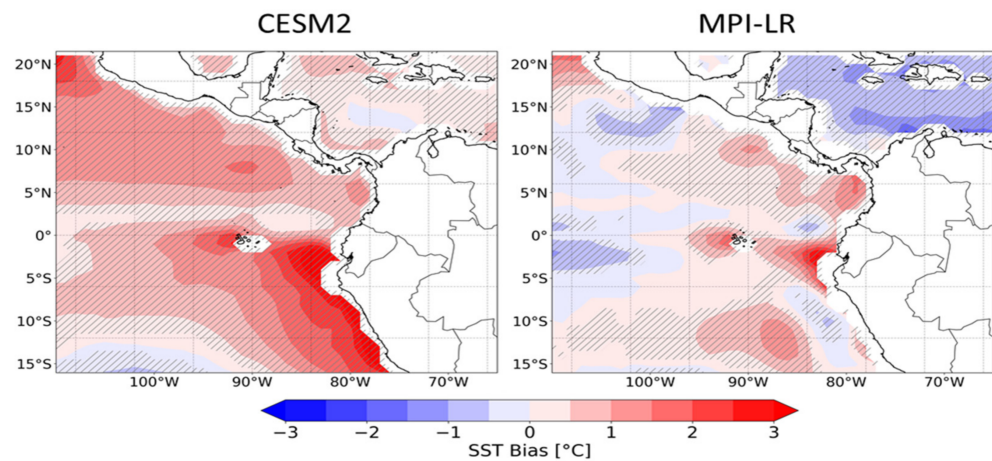 CESM2 MPI-LR
20°N 20°N
15°N 15°N
10°N 10°N
5°N 5°N
0° 0°
5°S 5°S
10°S 10°S
15°S 15°S
100°W 90°W 80°W 70°W 100°W 90°W 80°W 70°W
−3 −2 −1 0 1 2 3
SST Bias [°C]